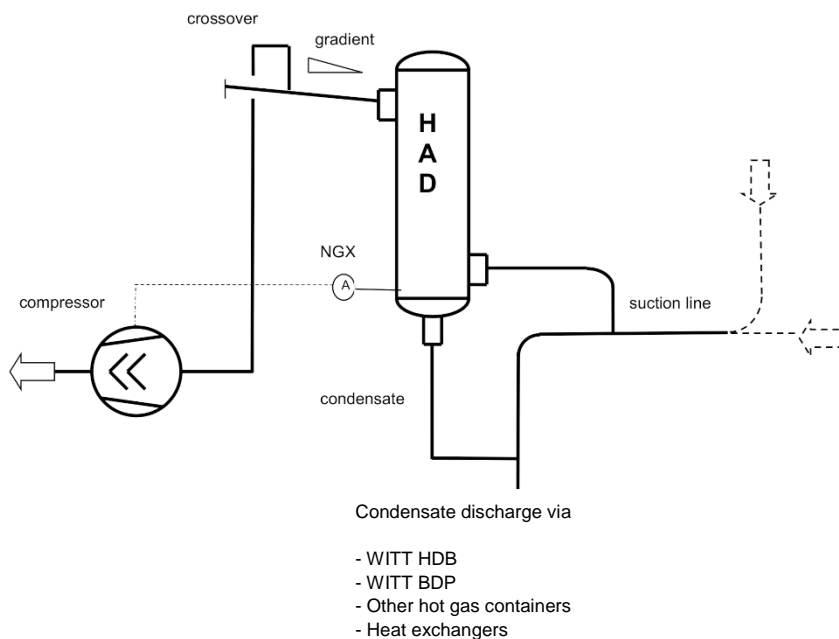 crossover
gradient
H
A
D
NGX
A
compressor
suction line
condensate
Condensate discharge via
- WITT HDB
- WITT BDP
- Other hot gas containers
- Heat exchangers